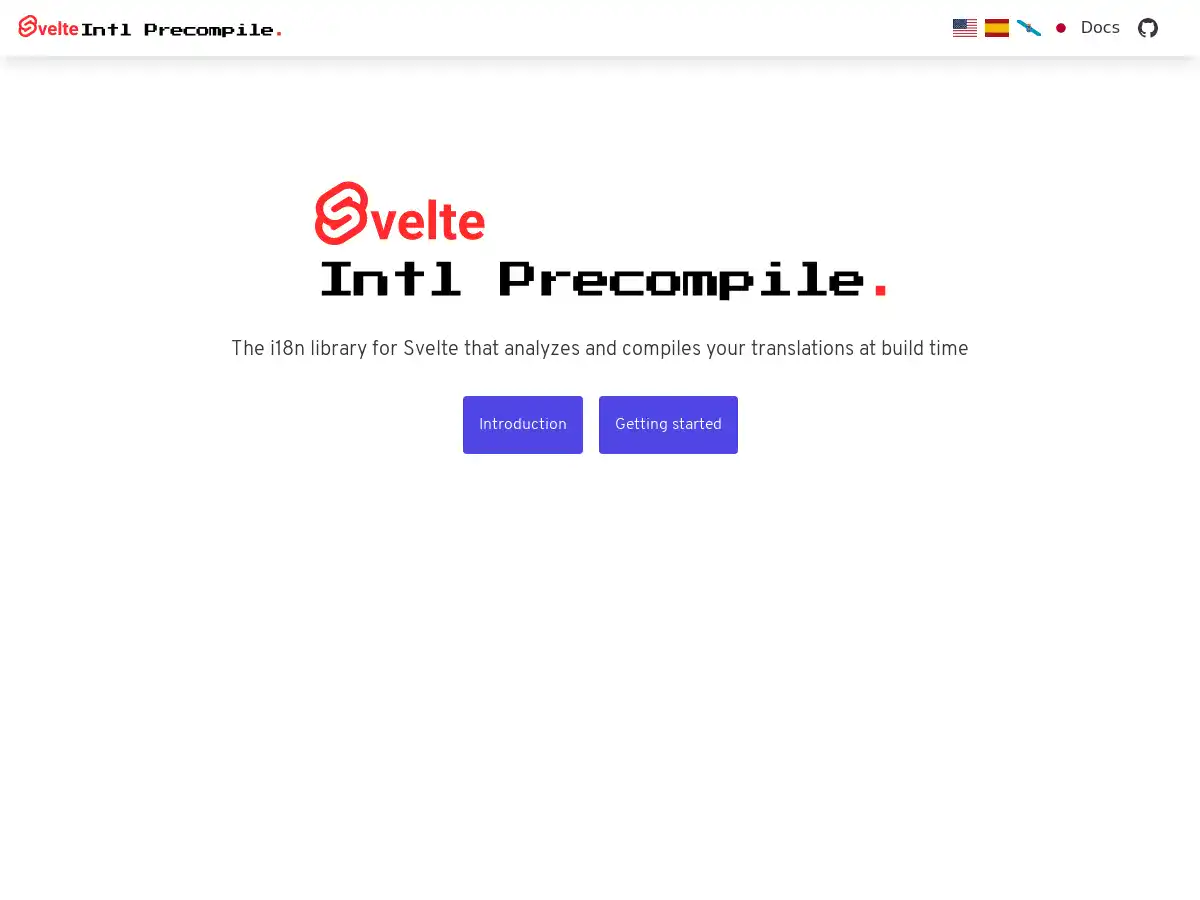 Svelte Intl Precompile.
Docs
Svelte
Intl Precompile.
The i18n library for Svelte that analyzes and compiles your translations at build time
Introduction
Getting started